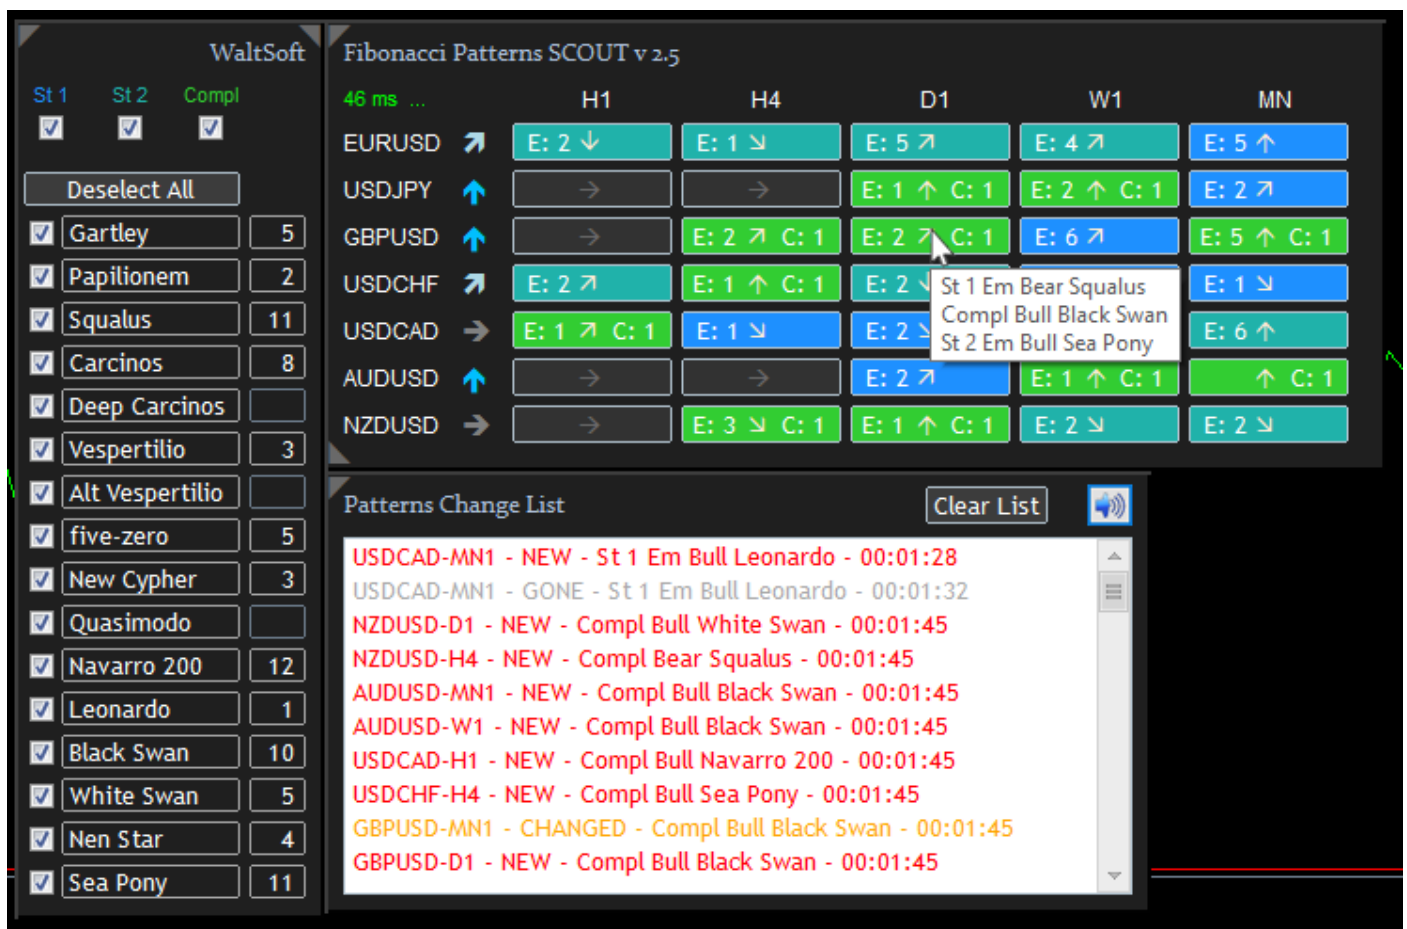 WaltSoft
St 1 St 2 Compl
Deselect All
Gartley 5
Papilionem 2
Squalus 11
Carcinos 8
Deep Carcinos
Vespertilio 3
Alt Vespertilio
five-zero 5
New Cypher 3
Quasimodo
Navarro 200 12
Leonardo 1
Black Swan 10
White Swan 5
Nen Star 4
Sea Pony 11
Fibonacci Patterns SCOUT v 2.5
46 ms ... H1 H4 D1 W1 MN
EURUSD ↗ E: 2 ↓ E: 1 ↘ E: 5 ↗ E: 4 ↗ E: 5 ↑
USDJPY ↑ → → E: 1 ↑ C: 1 E: 2 ↑ C: 1 E: 2 ↗
GBPUSD ↑ → E: 2 ↗ C: 1 E: 2 ↗ C: 1 E: 6 ↗ E: 5 ↑ C: 1
USDCHF ↗ E: 2 ↗ E: 1 ↑ C: 1 E: 2 ↓ E: 1 ↘
USDCAD → E: 1 ↗ C: 1 E: 1 ↘ E: 2 ↘ E: 6 ↑
AUDUSD ↑ → → E: 2 ↗ E: 1 ↑ C: 1 ↑ C: 1
NZDUSD → → E: 3 ↘ C: 1 E: 1 ↑ C: 1 E: 2 ↘ E: 2 ↘
St 1 Em Bear Squalus
Compl Bull Black Swan
St 2 Em Bull Sea Pony
Patterns Change List Clear List
USDCAD-MN1 - NEW - St 1 Em Bull Leonardo - 00:01:28
USDCAD-MN1 - GONE - St 1 Em Bull Leonardo - 00:01:32
NZDUSD-D1 - NEW - Compl Bull White Swan - 00:01:45
NZDUSD-H4 - NEW - Compl Bear Squalus - 00:01:45
AUDUSD-MN1 - NEW - Compl Bull Black Swan - 00:01:45
AUDUSD-W1 - NEW - Compl Bull Black Swan - 00:01:45
USDCAD-H1 - NEW - Compl Bull Navarro 200 - 00:01:45
USDCHF-H4 - NEW - Compl Bull Sea Pony - 00:01:45
GBPUSD-MN1 - CHANGED - Compl Bull Black Swan - 00:01:45
GBPUSD-D1 - NEW - Compl Bull Black Swan - 00:01:45